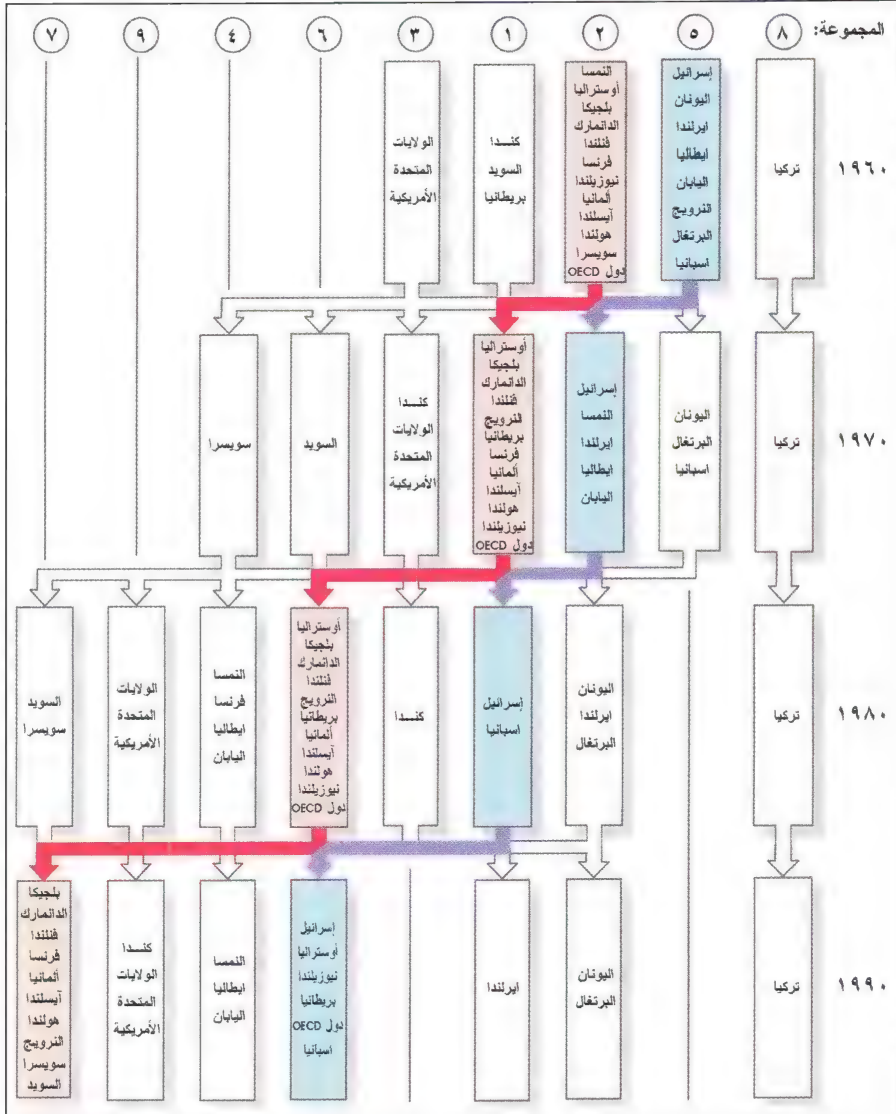 المجموعة: ٨ ٥ ٢ ١ ٣ ٦ ٤ ٩ ٧
١٩٦٠
تركيا
إسرائيل
اليونان
ايرلندا
ايطاليا
اليابان
النرويج
البرتغال
اسبانيا
النمسا
أوستراليا
بلجيكا
الدانمارك
فنلندا
فرنسا
نيوزيلندا
ألمانيا
آيسلندا
هولندا
سويسرا
دول OECD
كنـدا
السويد
بريطانيا
الولايات
المتحدة
الأمريكية
١٩٧٠
تركيا
اليونان
البرتغال
اسبانيا
إسرائيل
النمسا
ايرلندا
ايطاليا
اليابان
أوستراليا
بلجيكا
الدانمارك
فنلندا
النرويج
بريطانيا
فرنسا
ألمانيا
آيسلندا
هولندا
نيوزيلندا
دول OECD
كنـدا
الولايات
المتحدة
الأمريكية
السويد
سويسرا
١٩٨٠
تركيا
اليونان
ايرلندا
البرتغال
إسرائيل
اسبانيا
كنـدا
أوستراليا
بلجيكا
الدانمارك
فنلندا
النرويج
بريطانيا
ألمانيا
آيسلندا
هولندا
نيوزيلندا
دول OECD
النمسا
فرنسا
ايطاليا
اليابان
الولايات
المتحدة
الأمريكية
السويد
سويسرا
١٩٩٠
تركيا
اليونان
البرتغال
ايرلندا
إسرائيل
أوستراليا
نيوزيلندا
بريطانيا
دول OECD
اسبانيا
النمسا
ايطاليا
اليابان
كنـدا
الولايات
المتحدة
الأمريكية
بلجيكا
الدانمارك
فنلندا
فرنسا
ألمانيا
آيسلندا
هولندا
النرويج
سويسرا
السويد